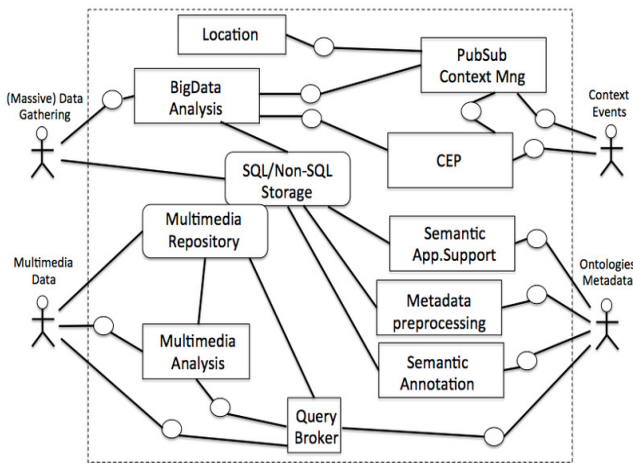 Location
PubSub
Context Mng
(Massive) Data
Gathering
BigData
Analysis
Context
Events
CEP
SQL/Non-SQL
Storage
Multimedia
Repository
Semantic
App.Support
Multimedia
Data
Ontologies
Metadata
Metadata
preprocessing
Multimedia
Analysis
Semantic
Annotation
Query
Broker